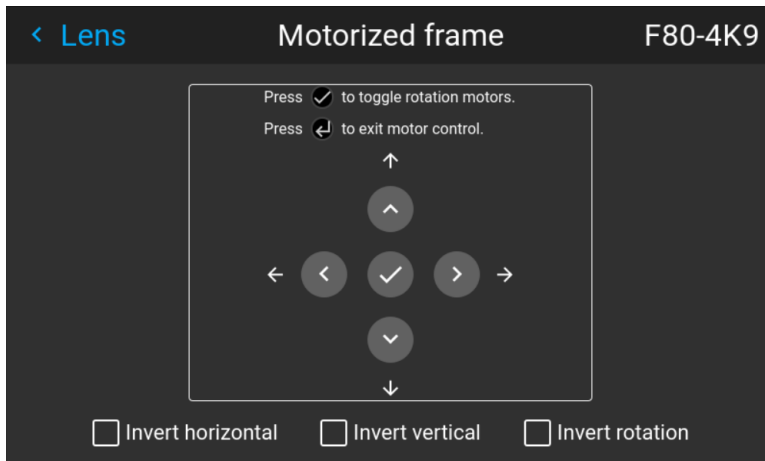 Lens
Motorized frame
F80-4K9
Press to toggle rotation motors.
Press to exit motor control.
Invert horizontal
Invert vertical
Invert rotation